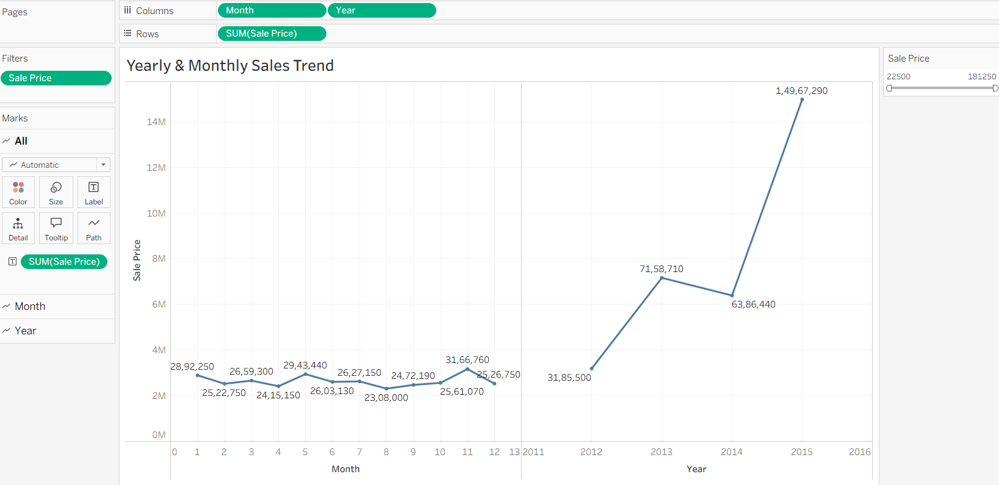 Pages
Columns
Month
Year
Rows
SUM(Sale Price)
Filters
Sale Price
Marks
All
Automatic
Color
Size
Label
Detail
Tooltip
Path
SUM(Sale Price)
Month
Year
Yearly & Monthly Sales Trend
Sale Price
14M
12M
10M
8M
6M
4M
2M
0M
28,92,250
25,22,750
26,59,300
24,15,150
29,43,440
26,03,130
26,27,150
23,08,000
24,72,190
25,61,070
31,66,760
25,26,750
0 1 2 3 4 5 6 7 8 9 10 11 12 13
Month
31,85,500
71,58,710
63,86,440
1,49,67,290
2011 2012 2013 2014 2015 2016
Year
Sale Price
22500 181250